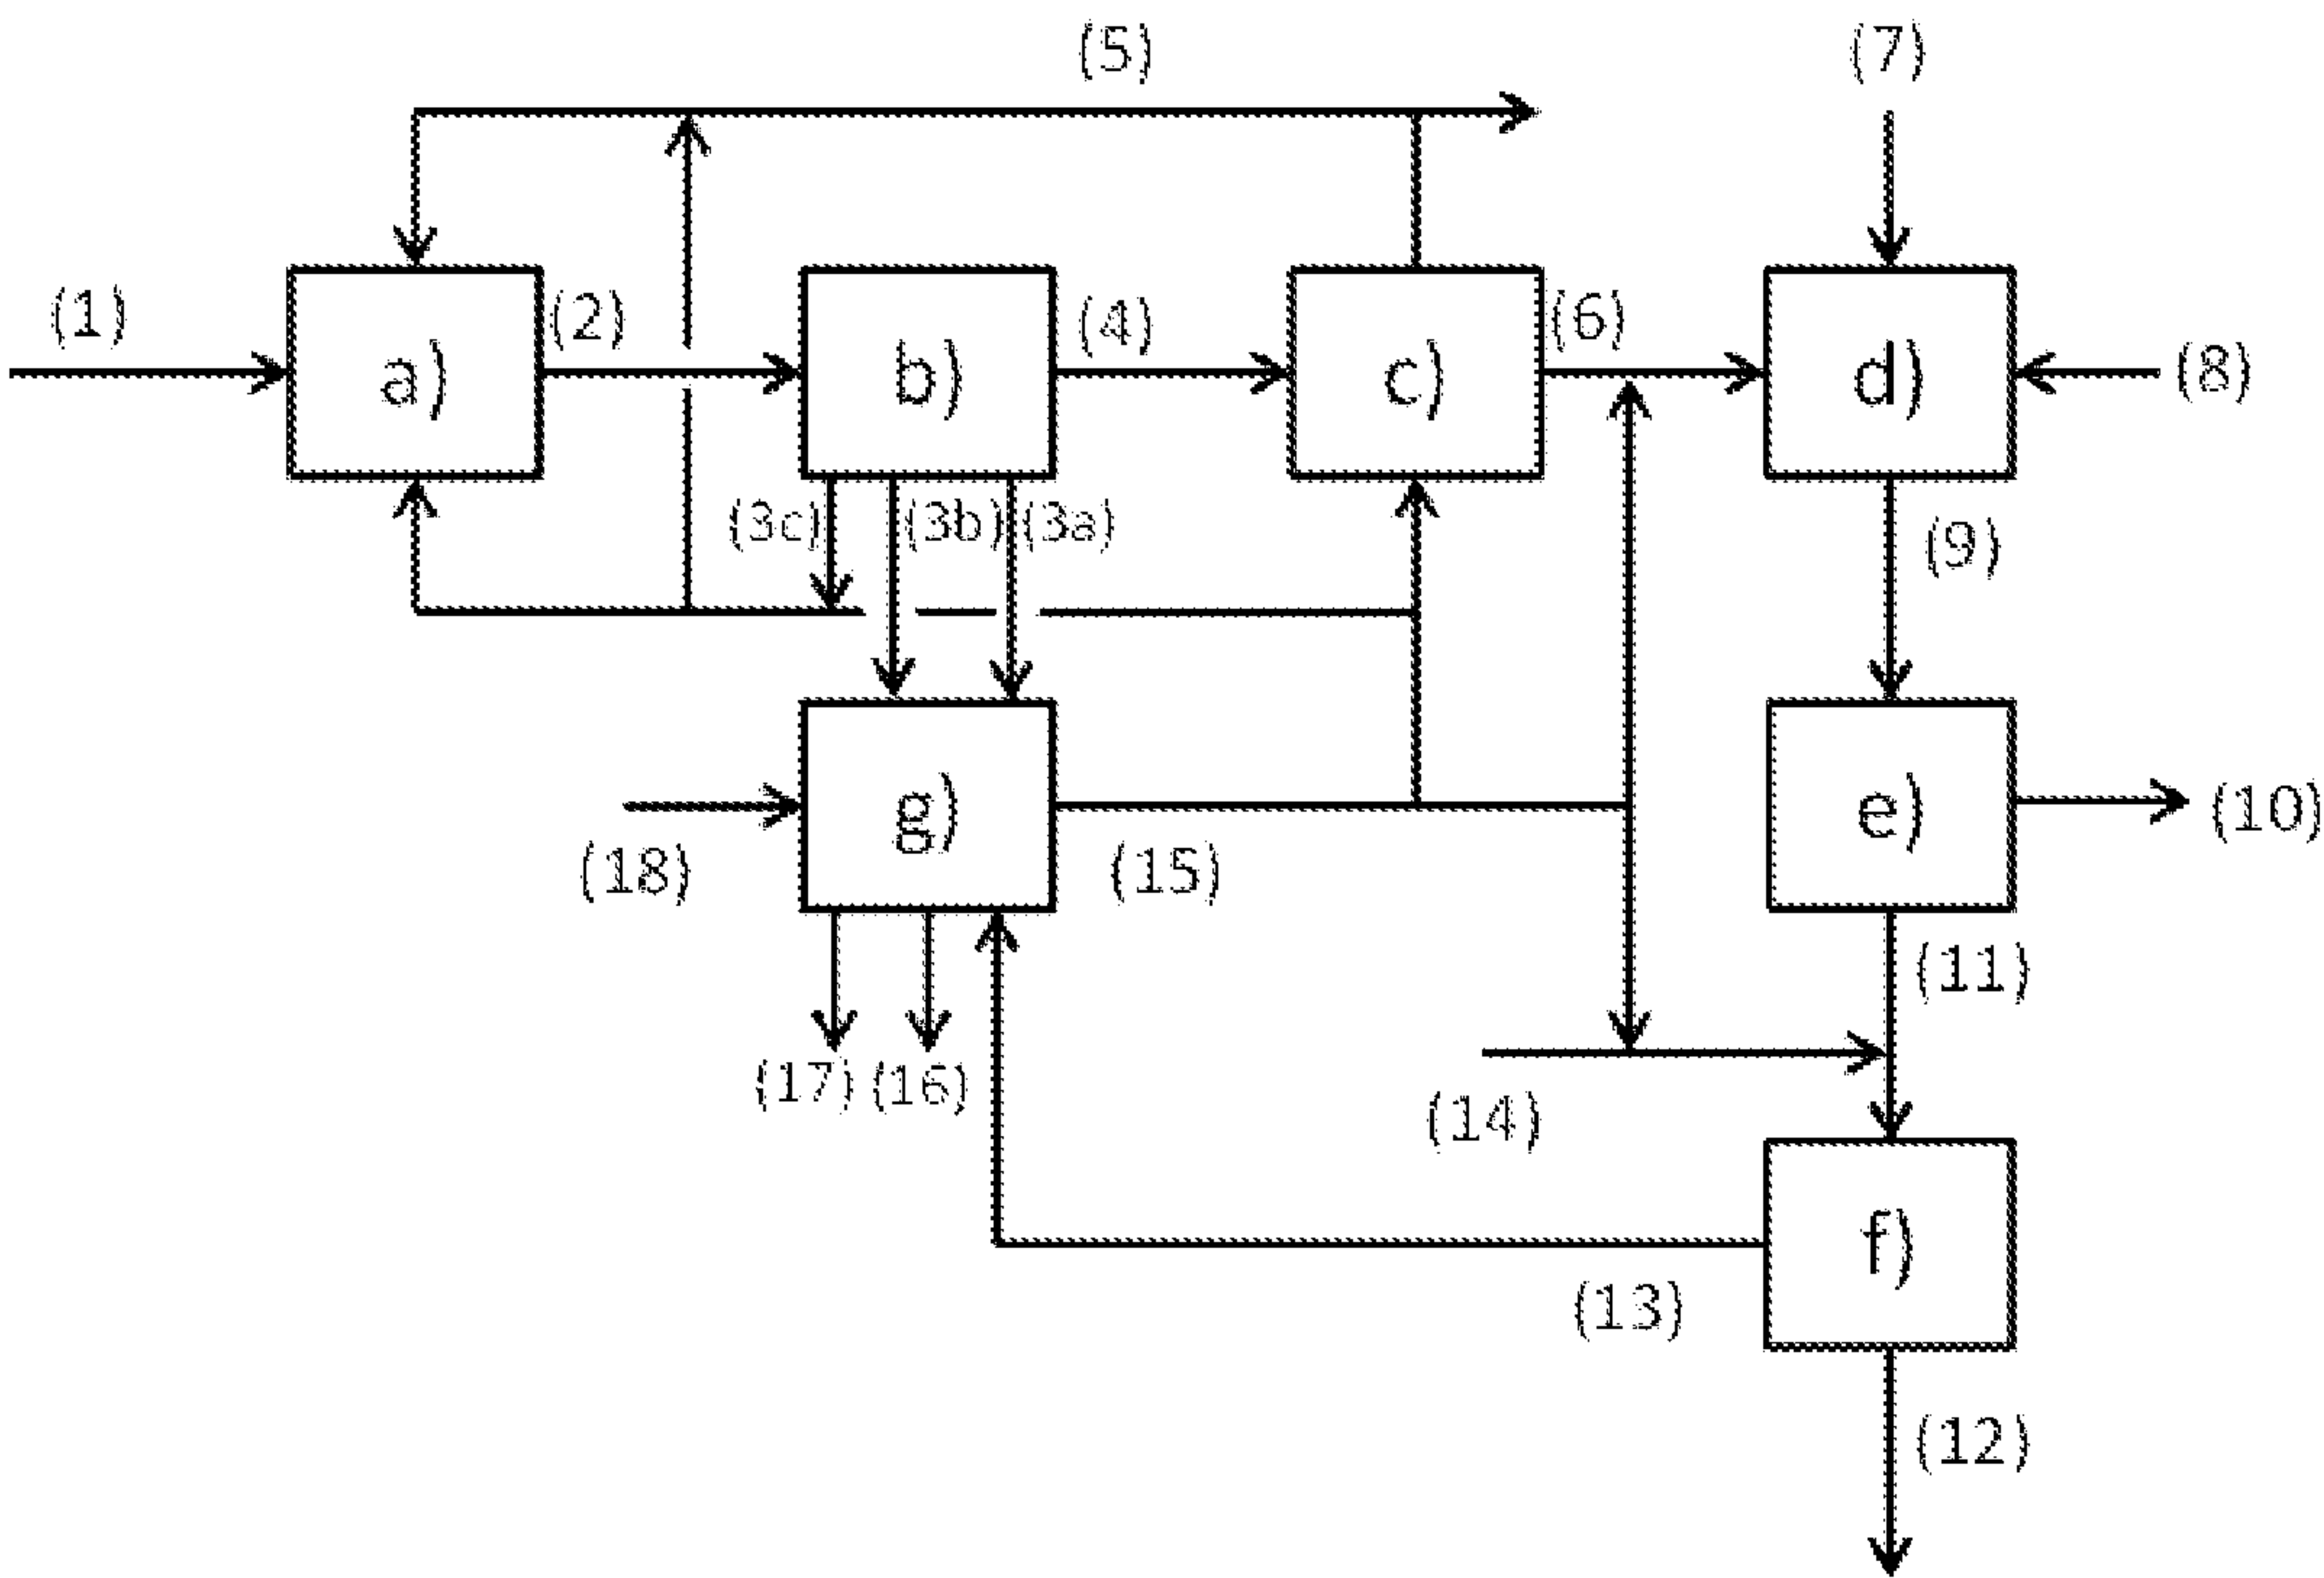 (5) (7)
(1) (2) (4) (6)
a) b) c) d) (8)
(3c) (3b) (3a) (9)
g) e) (10)
(18) (15)
(11)
(17) (16) (14)
f)
(13)
(12)